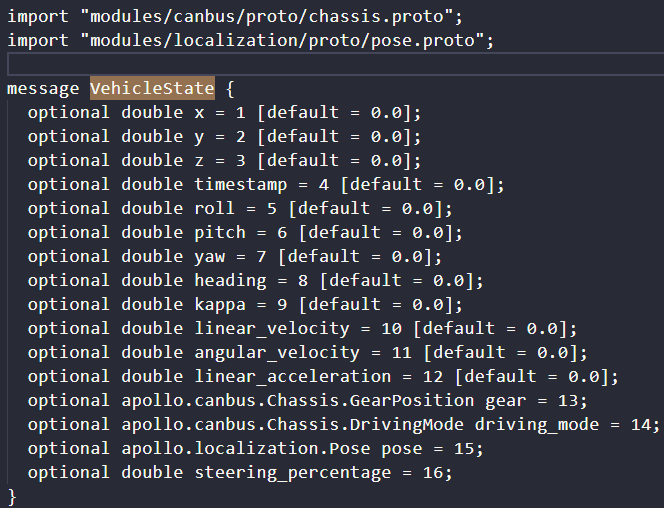 import "modules/canbus/proto/chassis.proto";
import "modules/localization/proto/pose.proto";
message VehicleState {
optional double x = 1 [default = 0.0];
optional double y = 2 [default = 0.0];
optional double z = 3 [default = 0.0];
optional double timestamp = 4 [default = 0.0];
optional double roll = 5 [default = 0.0];
optional double pitch = 6 [default = 0.0];
optional double yaw = 7 [default = 0.0];
optional double heading = 8 [default = 0.0];
optional double kappa = 9 [default = 0.0];
optional double linear_velocity = 10 [default = 0.0];
optional double angular_velocity = 11 [default = 0.0];
optional double linear_acceleration = 12 [default = 0.0];
optional apollo.canbus.Chassis.GearPosition gear = 13;
optional apollo.canbus.Chassis.DrivingMode driving_mode = 14;
optional apollo.localization.Pose pose = 15;
optional double steering_percentage = 16;
}